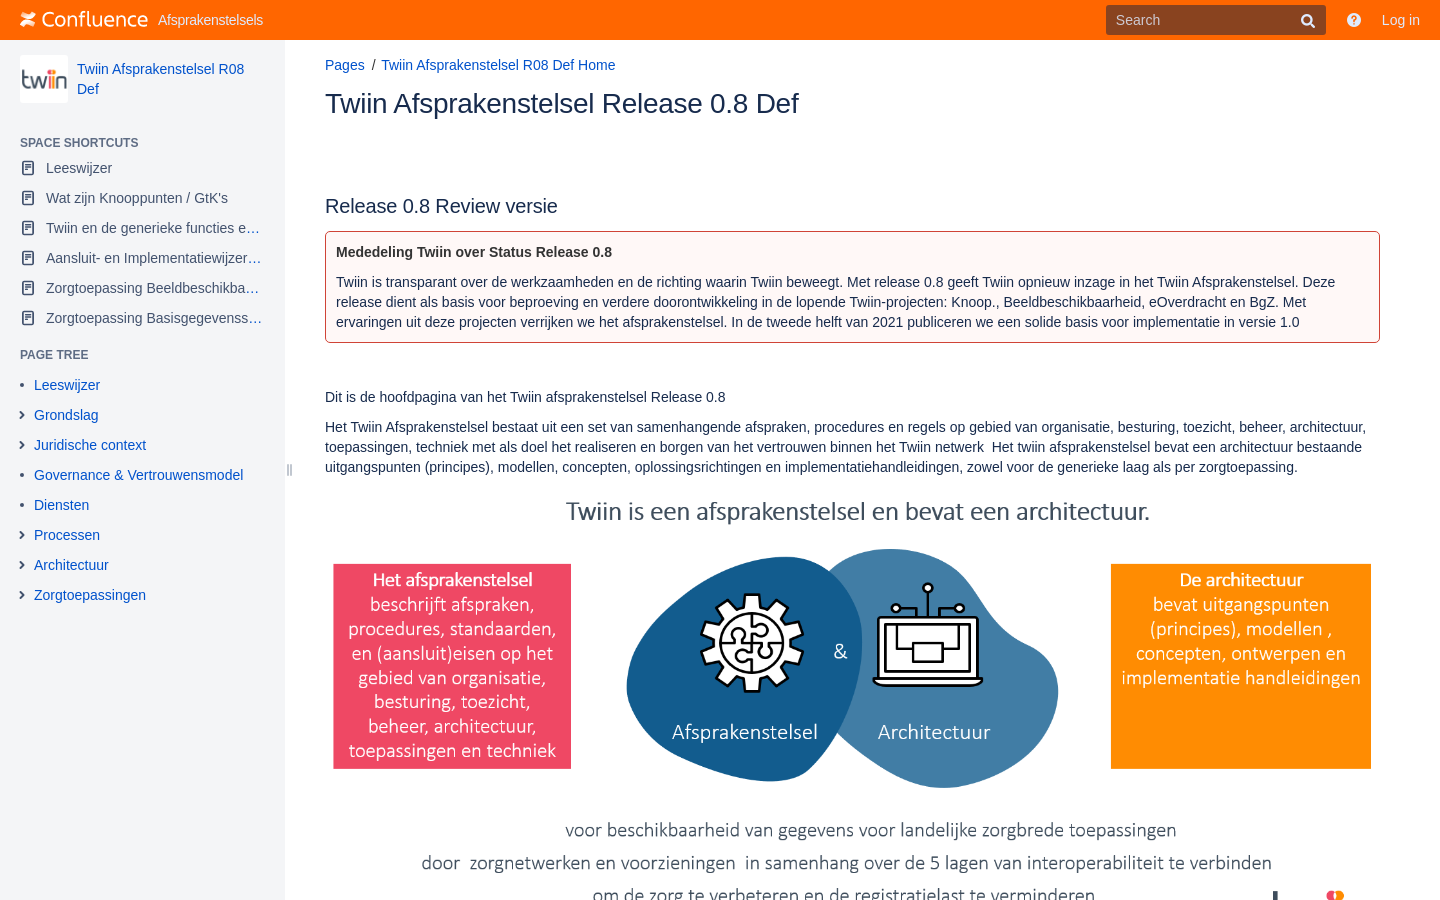 Confluence Afsprakenstelsels Search Log in
twiin
Twiin Afsprakenstelsel R08
Def
SPACE SHORTCUTS
Leeswijzer
Wat zijn Knooppunten / GtK's
Twiin en de generieke functies e…
Aansluit- en Implementatiewijzer…
Zorgtoepassing Beeldbeschikba…
Zorgtoepassing Basisgegevenss…
PAGE TREE
Leeswijzer
Grondslag
Juridische context
Governance & Vertrouwensmodel
Diensten
Processen
Architectuur
Zorgtoepassingen
Pages / Twiin Afsprakenstelsel R08 Def Home
Twiin Afsprakenstelsel Release 0.8 Def
Release 0.8 Review versie
Mededeling Twiin over Status Release 0.8
Twiin is transparant over de werkzaamheden en de richting waarin Twiin beweegt. Met release 0.8 geeft Twiin opnieuw inzage in het Twiin Afsprakenstelsel. Deze
release dient als basis voor beproeving en verdere doorontwikkeling in de lopende Twiin-projecten: Knoop., Beeldbeschikbaarheid, eOverdracht en BgZ. Met
ervaringen uit deze projecten verrijken we het afsprakenstelsel. In de tweede helft van 2021 publiceren we een solide basis voor implementatie in versie 1.0
Dit is de hoofdpagina van het Twiin afsprakenstelsel Release 0.8
Het Twiin Afsprakenstelsel bestaat uit een set van samenhangende afspraken, procedures en regels op gebied van organisatie, besturing, toezicht, beheer, architectuur,
toepassingen, techniek met als doel het realiseren en borgen van het vertrouwen binnen het Twiin netwerk  Het twiin afsprakenstelsel bevat een architectuur bestaande
uitgangspunten (principes), modellen, concepten, oplossingsrichtingen en implementatiehandleidingen, zowel voor de generieke laag als per zorgtoepassing.
Twiin is een afsprakenstelsel en bevat een architectuur.
Het afsprakenstelsel
beschrijft afspraken,
procedures, standaarden,
en (aansluit)eisen op het
gebied van organisatie,
besturing, toezicht,
beheer, architectuur,
toepassingen en techniek
&
Afsprakenstelsel
Architectuur
De architectuur
bevat uitgangspunten
(principes), modellen ,
concepten, ontwerpen en
implementatie handleidingen
voor beschikbaarheid van gegevens voor landelijke zorgbrede toepassingen
door  zorgnetwerken en voorzieningen  in samenhang over de 5 lagen van interoperabiliteit te verbinden
om de zorg te verbeteren en de registratielast te verminderen